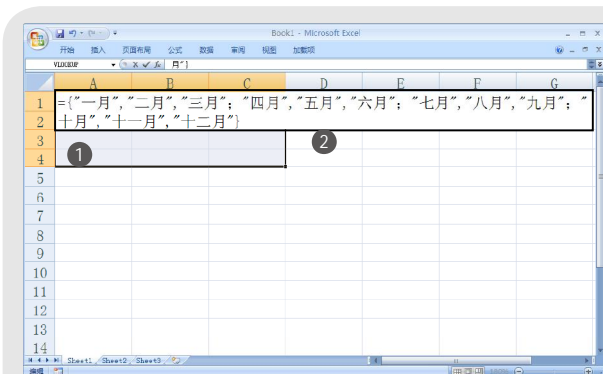 Book1 - Microsoft Excel
开始 插入 页面布局 公式 数据 审阅 视图 加载项
VLOOKUP 月"}
A B C D E F G
1 ={"一月","二月","三月"; "四月","五月","六月"; "七月","八月","九月"; "
2 十月","十一月","十二月"}
3 2
4 1
5
6
7
8
9
10
11
12
13
14
Sheet1 Sheet2 Sheet3
编辑 100%